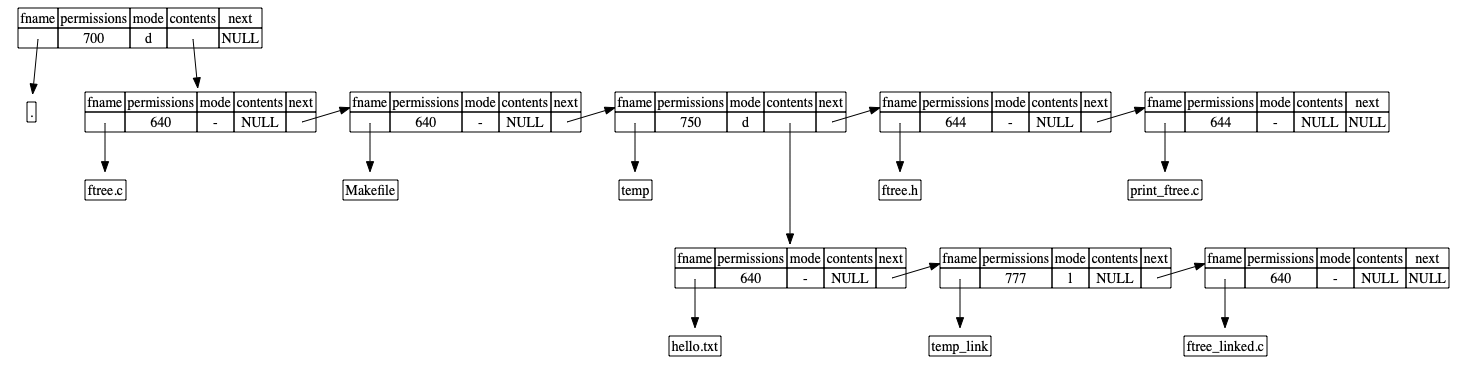 fname permissions mode contents next
700 d NULL
.
fname permissions mode contents next fname permissions mode contents next fname permissions mode contents next fname permissions mode contents next fname permissions mode contents next
640 - NULL 640 - NULL 750 d 644 - NULL 644 - NULL NULL
ftree.c Makefile temp ftree.h print_ftree.c
fname permissions mode contents next fname permissions mode contents next fname permissions mode contents next
640 - NULL 777 l NULL 640 - NULL NULL
hello.txt temp_link ftree_linked.c